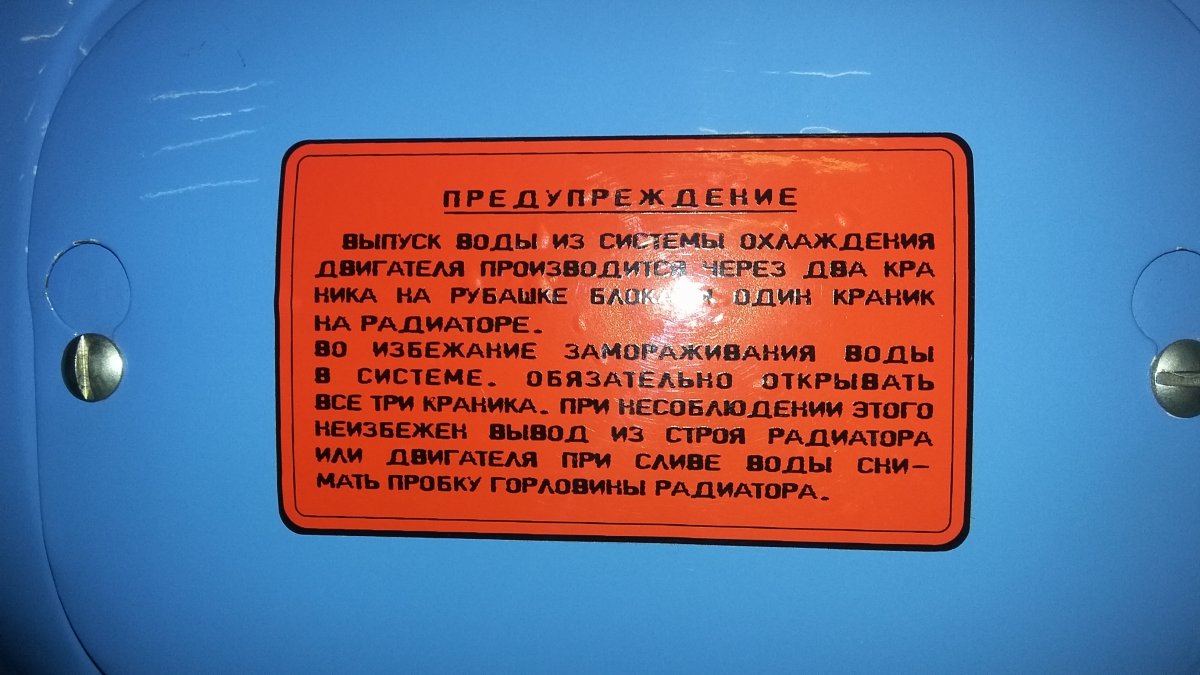 ПРЕДУПРЕЖДЕНИЕ
ВЫПУСК ВОДЫ ИЗ СИСТЕМЫ ОХЛАЖДЕНИЯ
ДВИГАТЕЛЯ ПРОИЗВОДИТСЯ ЧЕРЕЗ ДВА КРА
НИКА НА РУБАШКЕ ОДИН КРАНИК
НА РАДИАТОРЕ.
ВО ИЗБЕЖАНИЕ ЗАМОРАЖИВАНИЯ ВОДЫ
В СИСТЕМЕ. ОБЯЗАТЕЛЬНО ОТКРЫВАТЬ
ВСЕ ТРИ КРАНИКА. ПРИ НЕСОБЛЮДЕНИИ ЭТОГО
НЕИЗБЕЖЕН ВЫВОД ИЗ СТРОЯ РАДИАТОРА
ИЛИ ДВИГАТЕЛЯ ПРИ СЛИВЕ ВОДЫ СНИ-
МАТЬ ПРОБКУ ГОРЛОВИНЫ РАДИАТОРА.